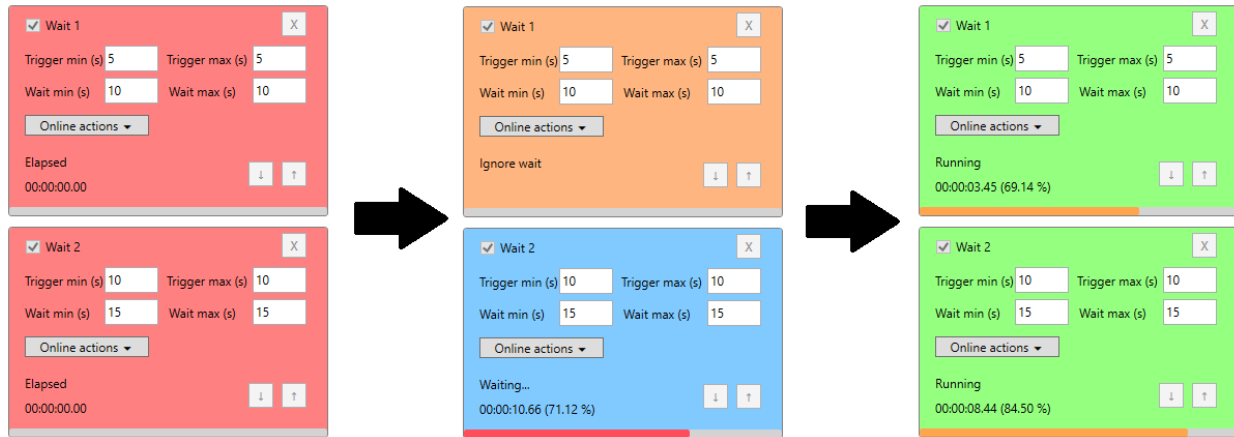 Wait 1 X
Trigger min (s) 5 Trigger max (s) 5
Wait min (s) 10 Wait max (s) 10
Online actions
Elapsed
00:00:00.00 ↓ ↑
Wait 2 X
Trigger min (s) 10 Trigger max (s) 10
Wait min (s) 15 Wait max (s) 15
Online actions
Elapsed
00:00:00.00 ↓ ↑
Wait 1 X
Trigger min (s) 5 Trigger max (s) 5
Wait min (s) 10 Wait max (s) 10
Online actions
Ignore wait ↓ ↑
Wait 2 X
Trigger min (s) 10 Trigger max (s) 10
Wait min (s) 15 Wait max (s) 15
Online actions
Waiting...
00:00:10.66 (71.12 %) ↓ ↑
Wait 1 X
Trigger min (s) 5 Trigger max (s) 5
Wait min (s) 10 Wait max (s) 10
Online actions
Running
00:00:03.45 (69.14 %) ↓ ↑
Wait 2 X
Trigger min (s) 10 Trigger max (s) 10
Wait min (s) 15 Wait max (s) 15
Online actions
Running
00:00:08.44 (84.50 %) ↓ ↑